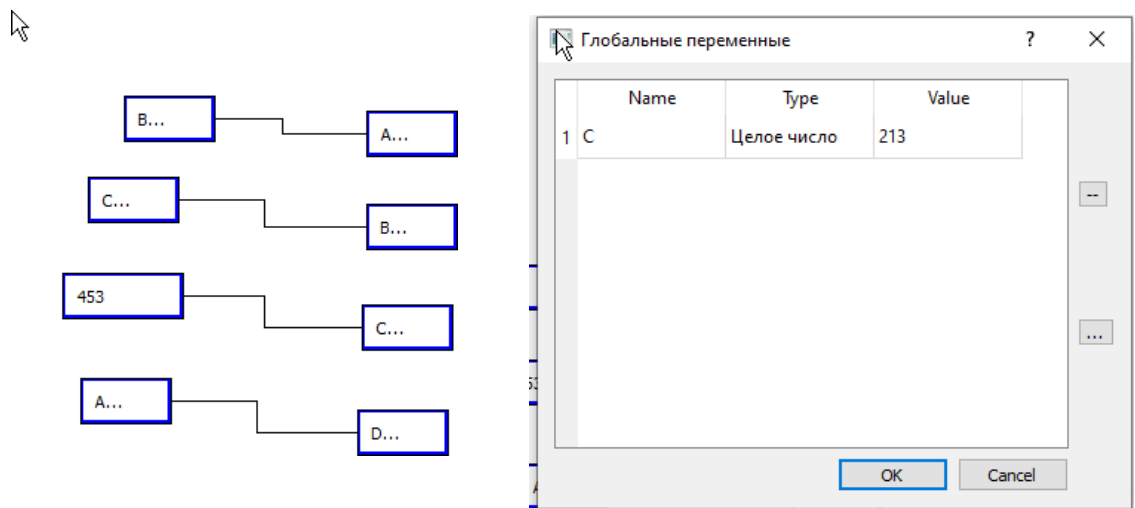 B...
A...
C...
B...
453
C...
A...
D...
Глобальные переменные ? ×
Name Type Value
1 C Целое число 213
--
...
OK Cancel